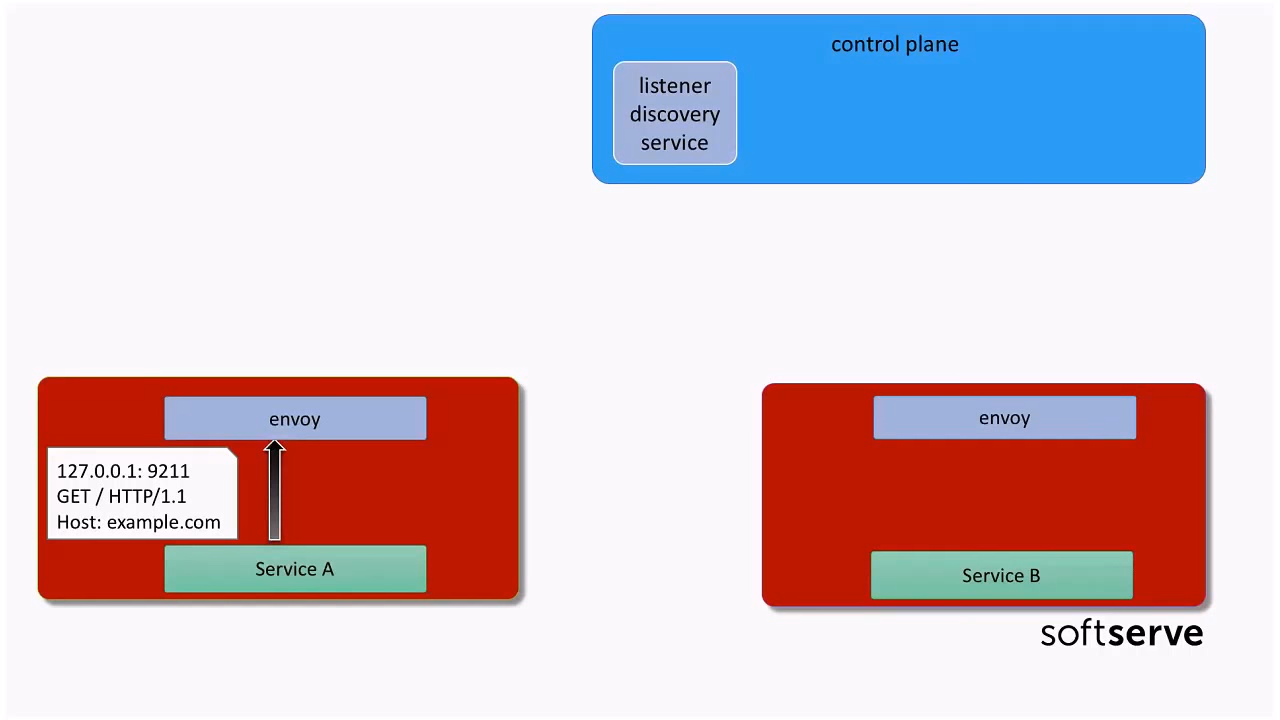 control plane
listener
discovery
service
envoy
127.0.0.1: 9211
GET / HTTP/1.1
Host: example.com
Service A
envoy
Service B
softserve